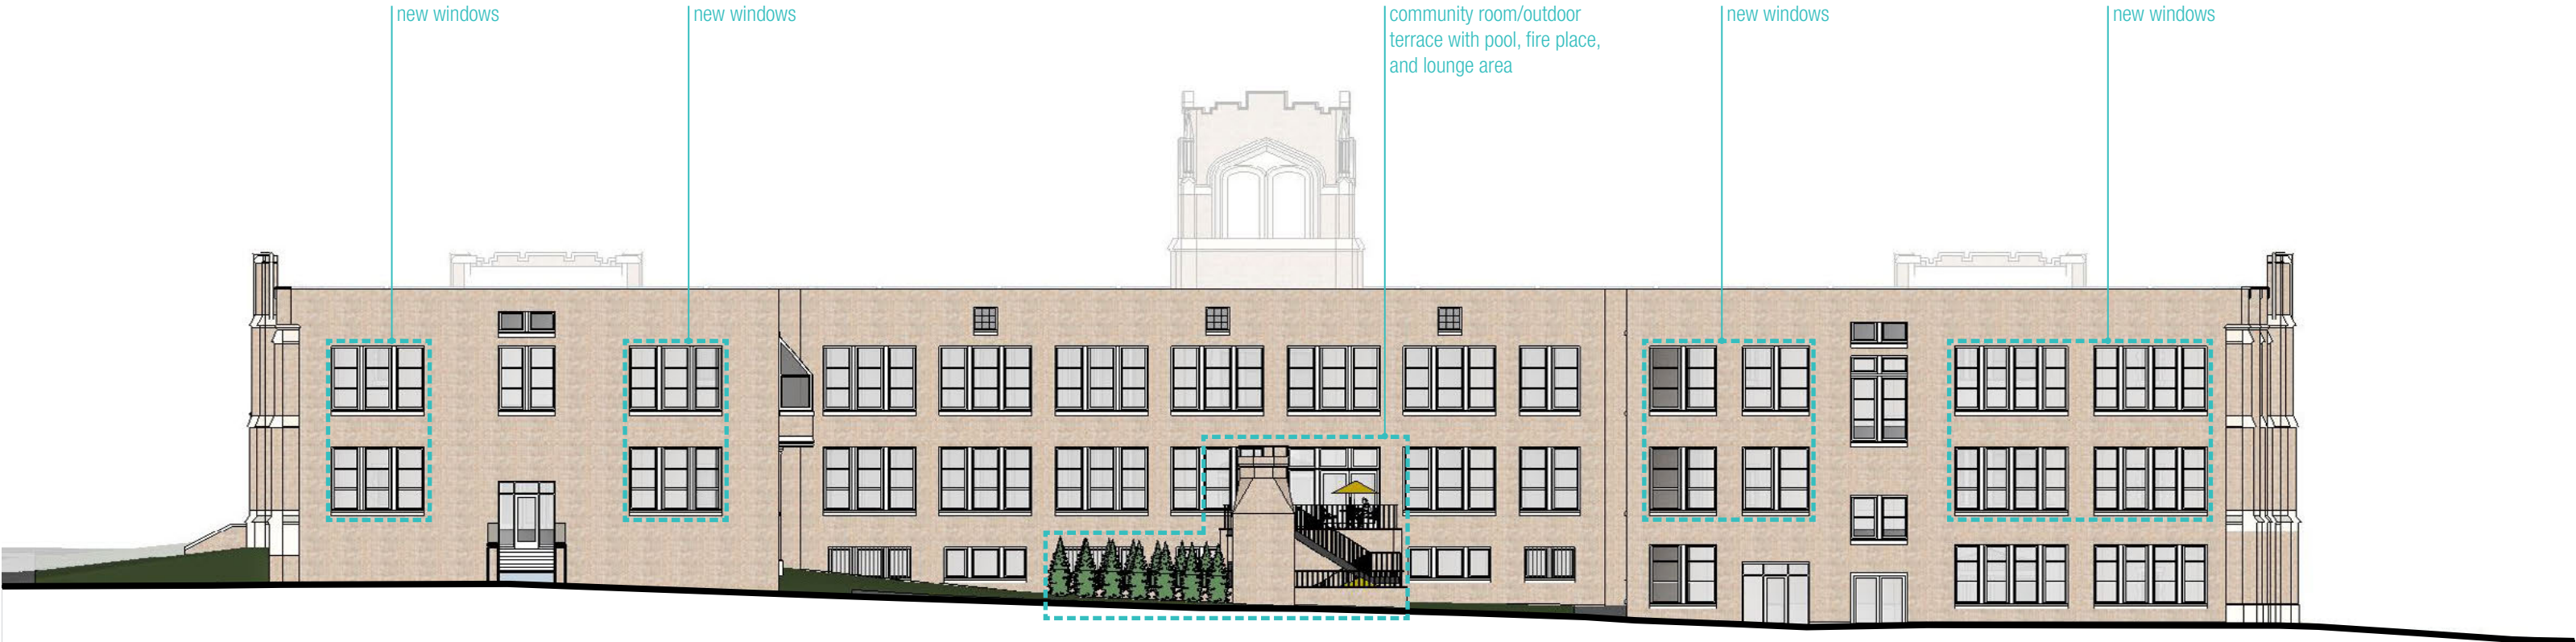 new windows
new windows
community room/outdoor
terrace with pool, fire place,
and lounge area
new windows
new windows